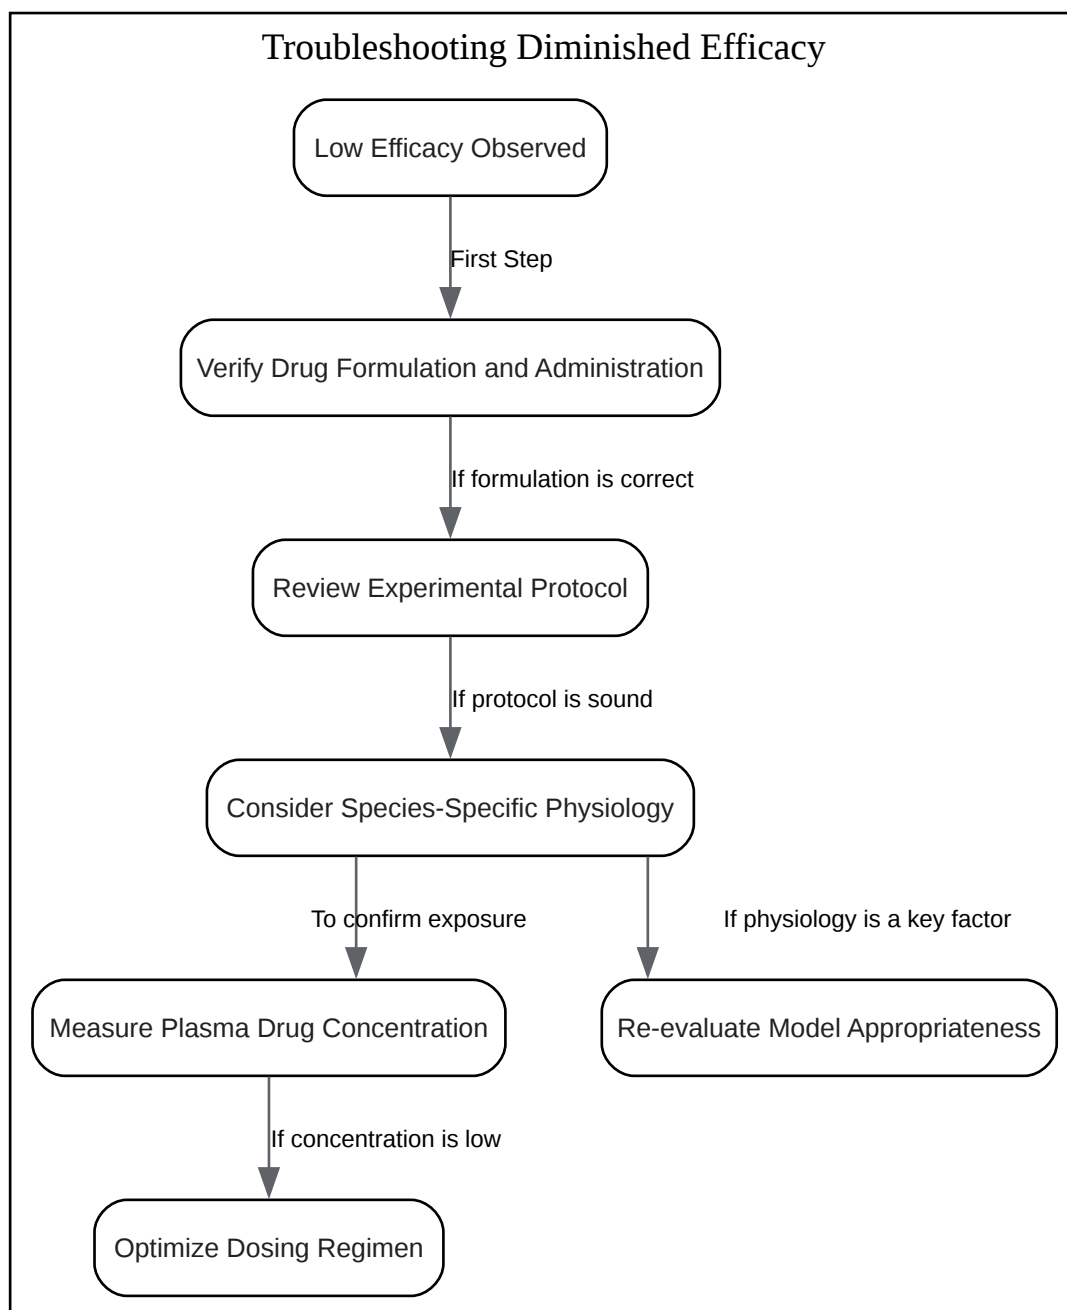 Troubleshooting Diminished Efficacy
Low Efficacy Observed
First Step
Verify Drug Formulation and Administration
If formulation is correct
Review Experimental Protocol
If protocol is sound
Consider Species-Specific Physiology
To confirm exposure
If physiology is a key factor
Measure Plasma Drug Concentration
Re-evaluate Model Appropriateness
If concentration is low
Optimize Dosing Regimen